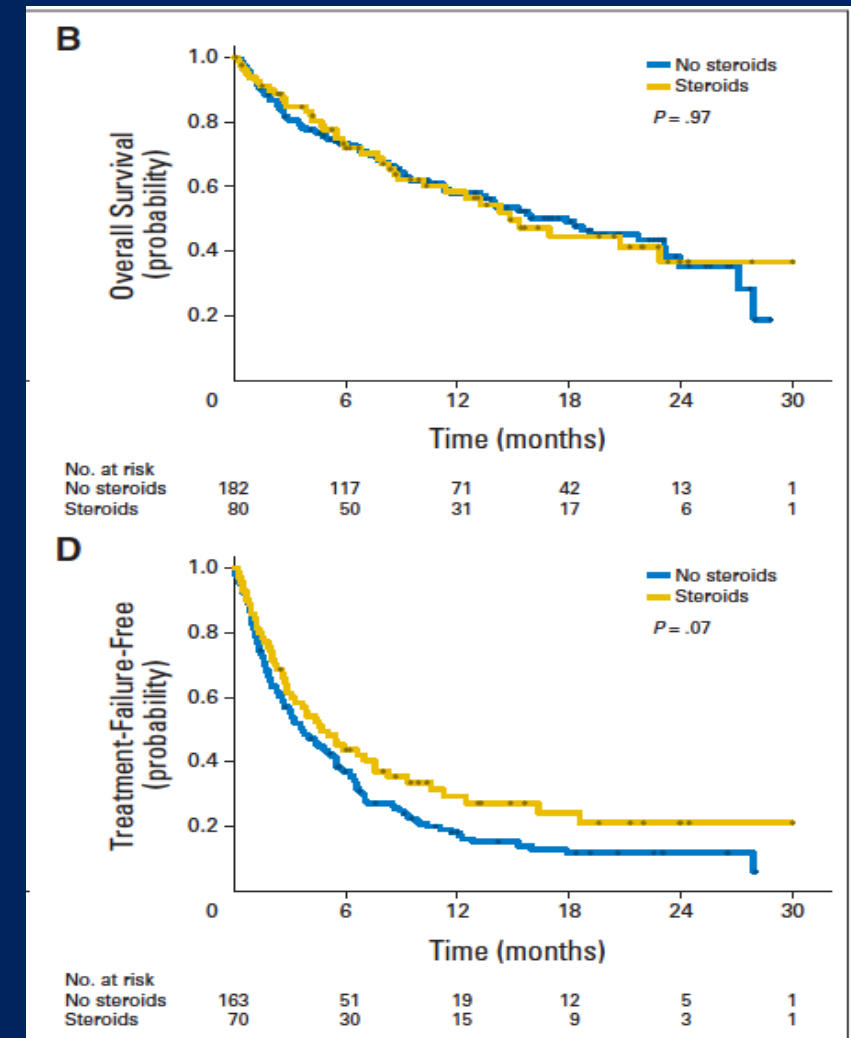 B
1.0
0.8
0.6
0.4
0.2
Overall Survival
(probability)
No steroids
Steroids
P = .97
0 6 12 18 24 30
Time (months)
No. at risk
No steroids 182 117 71 42 13 1
Steroids 80 50 31 17 6 1
D
1.0
0.8
0.6
0.4
0.2
Treatment-Failure-Free
(probability)
No steroids
Steroids
P = .07
0 6 12 18 24 30
Time (months)
No. at risk
No steroids 163 51 19 12 5 1
Steroids 70 30 15 9 3 1